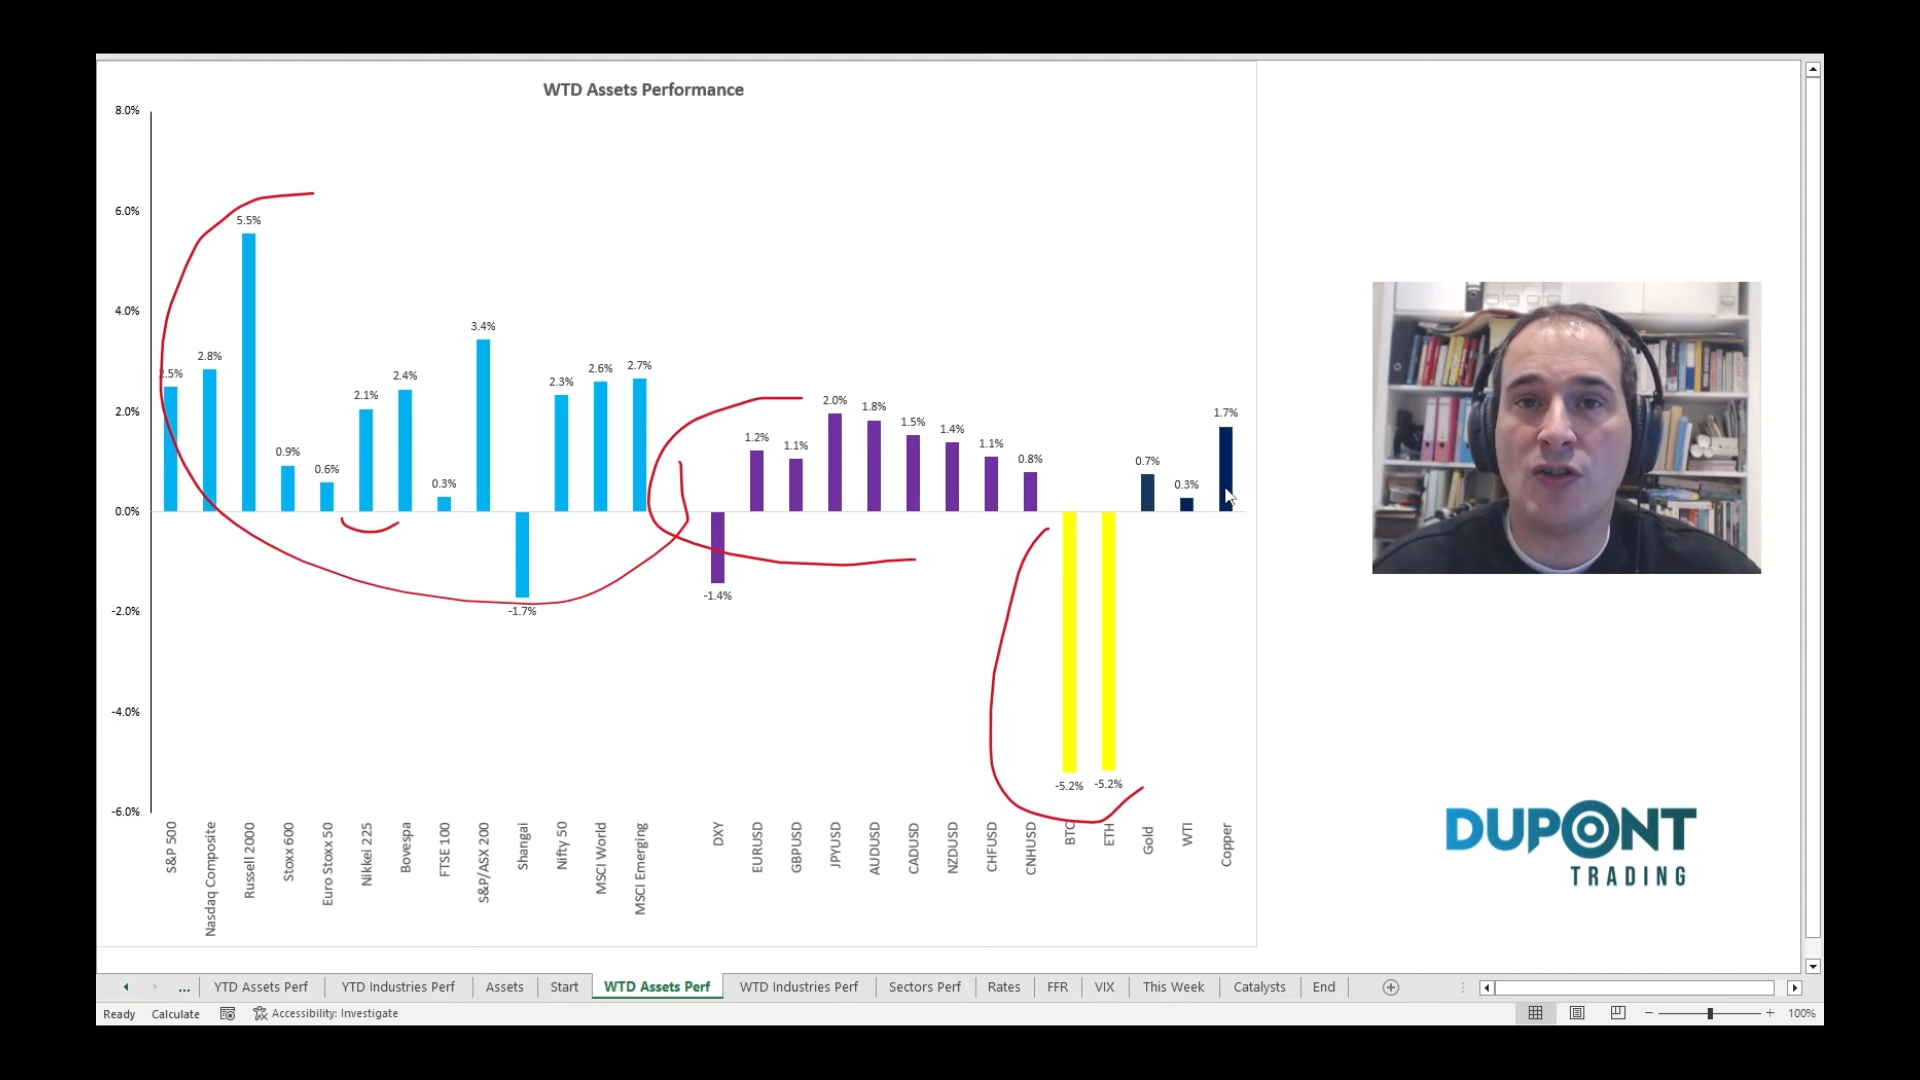 WTD Assets Performance
8.0%
6.0%
4.0%
2.0%
0.0%
-2.0%
-4.0%
-6.0%
2.5%
2.8%
5.5%
0.9%
0.6%
2.1%
2.4%
0.3%
3.4%
-1.7%
2.3%
2.6%
2.7%
-1.4%
1.2%
1.1%
2.0%
1.8%
1.5%
1.4%
1.1%
0.8%
-5.2%
-5.2%
0.7%
0.3%
1.7%
S&P 500
Nasdaq Composite
Russell 2000
Stoxx 600
Euro Stoxx 50
Nikkei 225
Bovespa
FTSE 100
S&P/ASX 200
Shangai
Nifty 50
MSCI World
MSCI Emerging
DXY
EURUSD
GBPUSD
JPYUSD
AUDUSD
CADUSD
NZDUSD
CHFUSD
CNHUSD
BTC
ETH
Gold
WTI
Copper
DUPONT
TRADING
... YTD Assets Perf YTD Industries Perf Assets Start WTD Assets Perf WTD Industries Perf Sectors Perf Rates FFR VIX This Week Catalysts End
Ready Calculate Accessibility: Investigate 100%